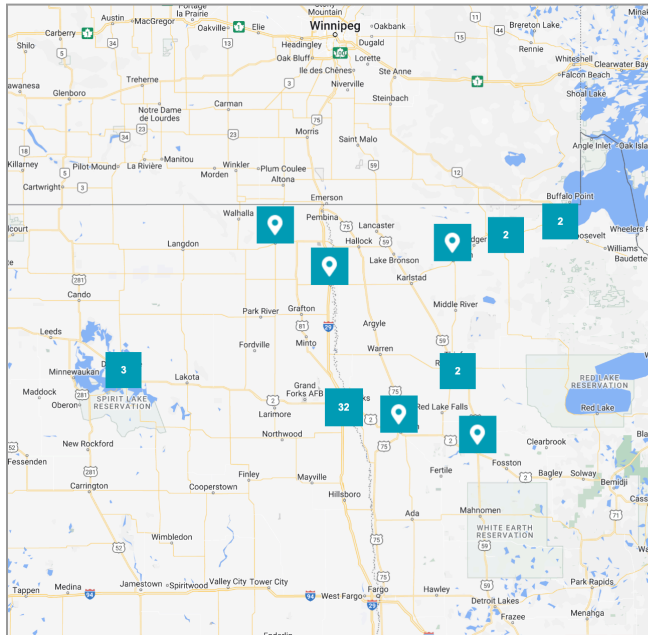 Portage
la Prairie
Stony
Mountain
Winnipeg
Oakbank
Brereton Lake
Austin
MacGregor
Carberry
Oakville
Elie
Dugald
Rennie
Shilo
Headingley
Oak Bluff
Lorette
Whiteshell
Clearwater Bay
Ile des Chênes
Ste Anne
Falcon Beach
Treherne
Niverville
Shoal Lake
Glenboro
Carman
Steinbach
Notre Dame
de Lourdes
Morris
Saint Malo
Angle Inlet
Oak Isla
Killarney
Pilot Mound
La Rivière
Manitou
Winkler
Plum Coulee
Morden
Altona
Cartwright
Emerson
Buffalo Point
Walhalla
Pembina
Lancaster
Wheelers P
Langdon
Hallock
Roosevelt
Williams
Lake Bronson
Baudette
Karlstad
Cando
Park River
Grafton
Middle River
Argyle
Leeds
Fordville
Minto
Warren
Minnewaukan
3
Lakota
2
RED LAKE
RESERVATION
Maddock
Oberon
SPIRIT LAKE
RESERVATION
Grand
Forks AFB
32
Larimore
Red Lake Falls
Red Lake
Northwood
New Rockford
Clearbrook
Fessenden
Finley
Fertile
Fosston
Bagley
Solway
Bemidji
Carrington
Cooperstown
Mayville
Hillsboro
Mahnomen
Ada
WHITE EARTH
RESERVATION
Wimbledon
Park Rapids
Tappen
Medina
Jamestown
Spiritwood
Valley City
Tower City
West Fargo
Fargo
Hawley
Detroit Lakes
Menahga
Frazee